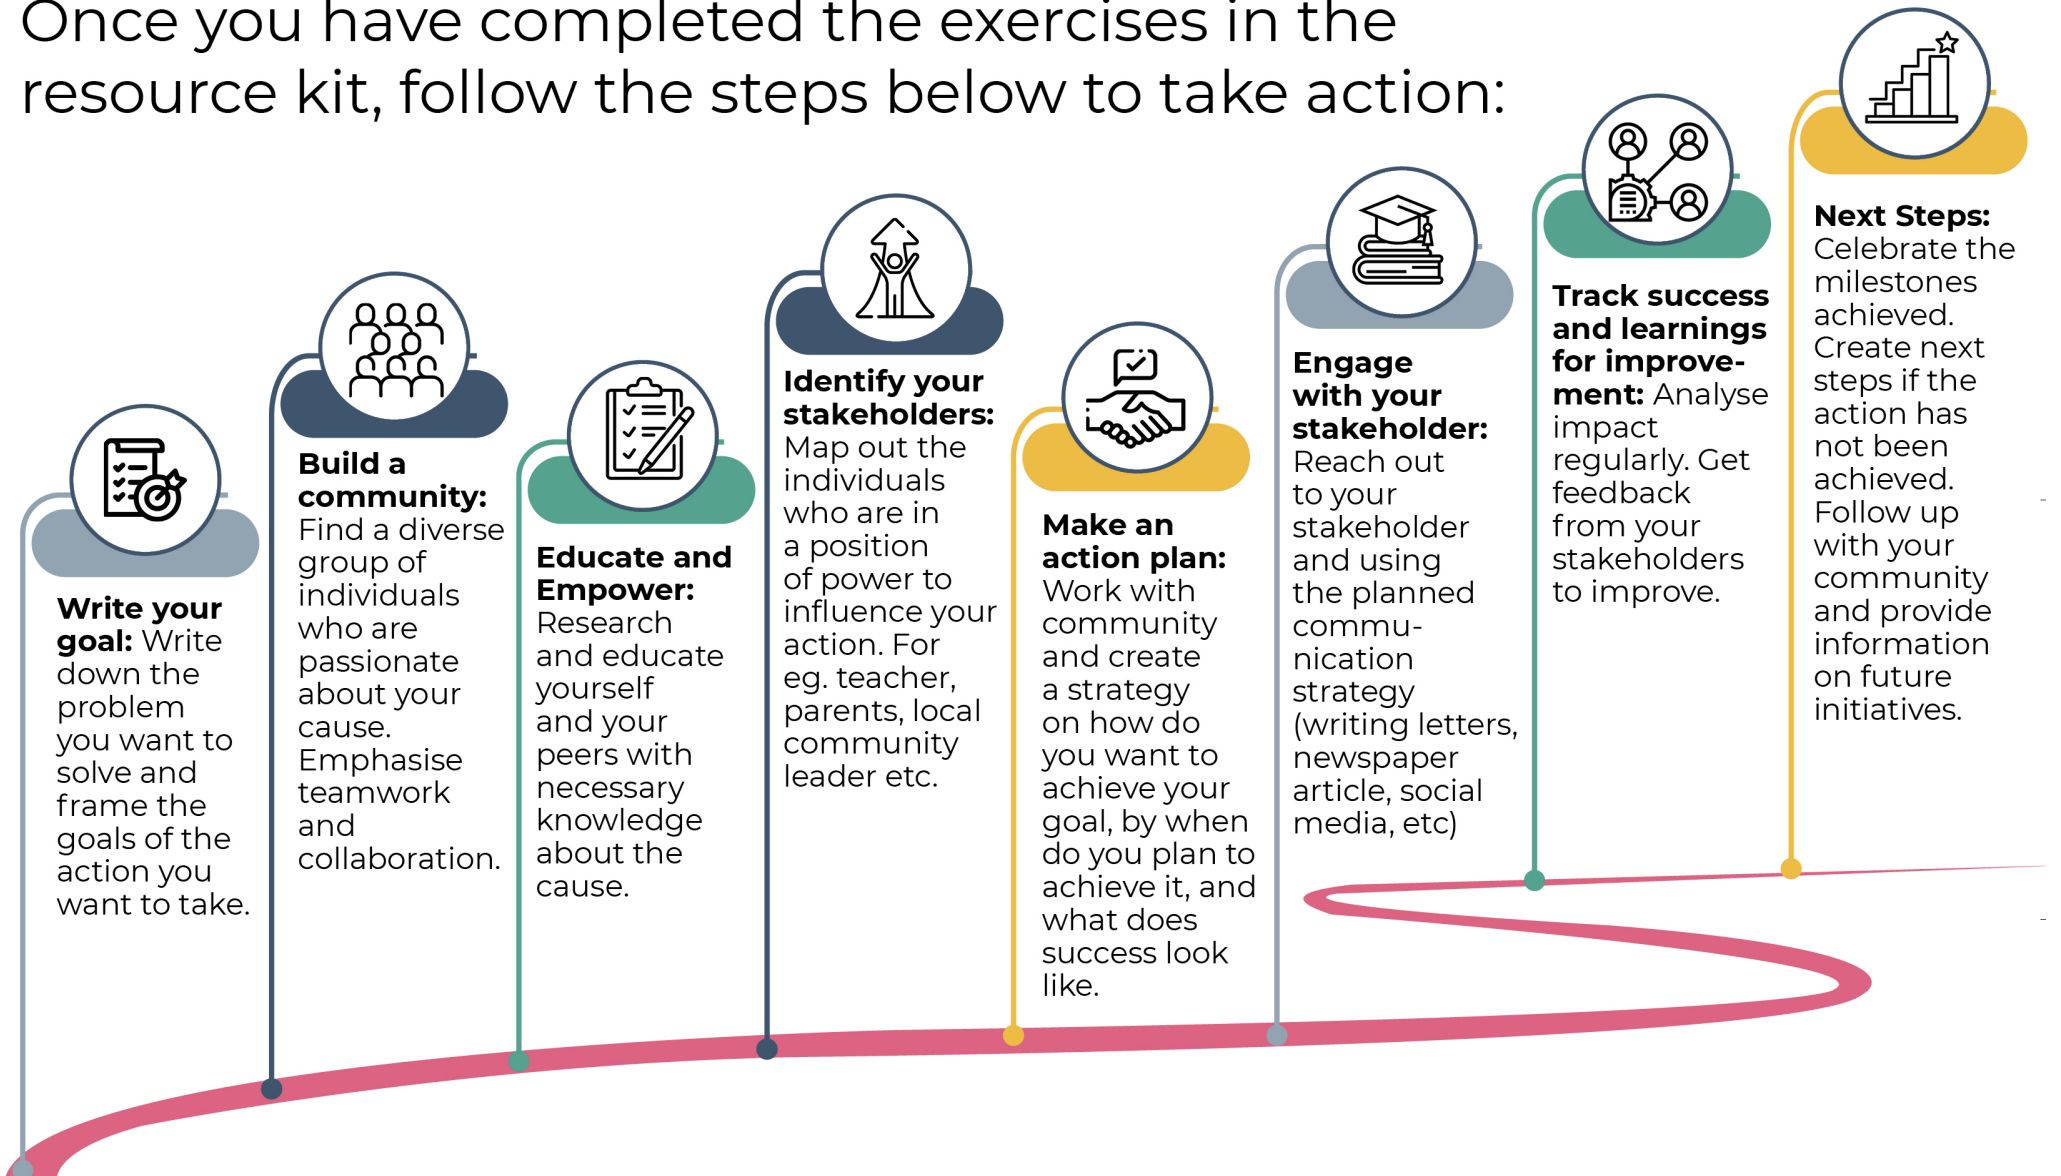 Once you have completed the exercises in the
resource kit, follow the steps below to take action:
Write your
goal: Write
down the
problem
you want to
solve and
frame the
goals of the
action you
want to take.
Build a
community:
Find a diverse
group of
individuals
who are
passionate
about your
cause.
Emphasise
teamwork
and
collaboration.
Educate and
Empower:
Research
and educate
yourself
and your
peers with
necessary
knowledge
about the
cause.
Identify your
stakeholders:
Map out the
individuals
who are in
a position
of power to
influence your
action. For
eg. teacher,
parents, local
community
leader etc.
Make an
action plan:
Work with
community
and create
a strategy
on how do
you want to
achieve your
goal, by when
do you plan to
achieve it, and
what does
success look
like.
Engage
with your
stakeholder:
Reach out
to your
stakeholder
and using
the planned
commu-
nication
strategy
(writing letters,
newspaper
article, social
media, etc)
Track success
and learnings
for improve-
ment: Analyse
impact
regularly. Get
feedback
from your
stakeholders
to improve.
Next Steps:
Celebrate the
milestones
achieved.
Create next
steps if the
action has
not been
achieved.
Follow up
with your
community
and provide
information
on future
initiatives.